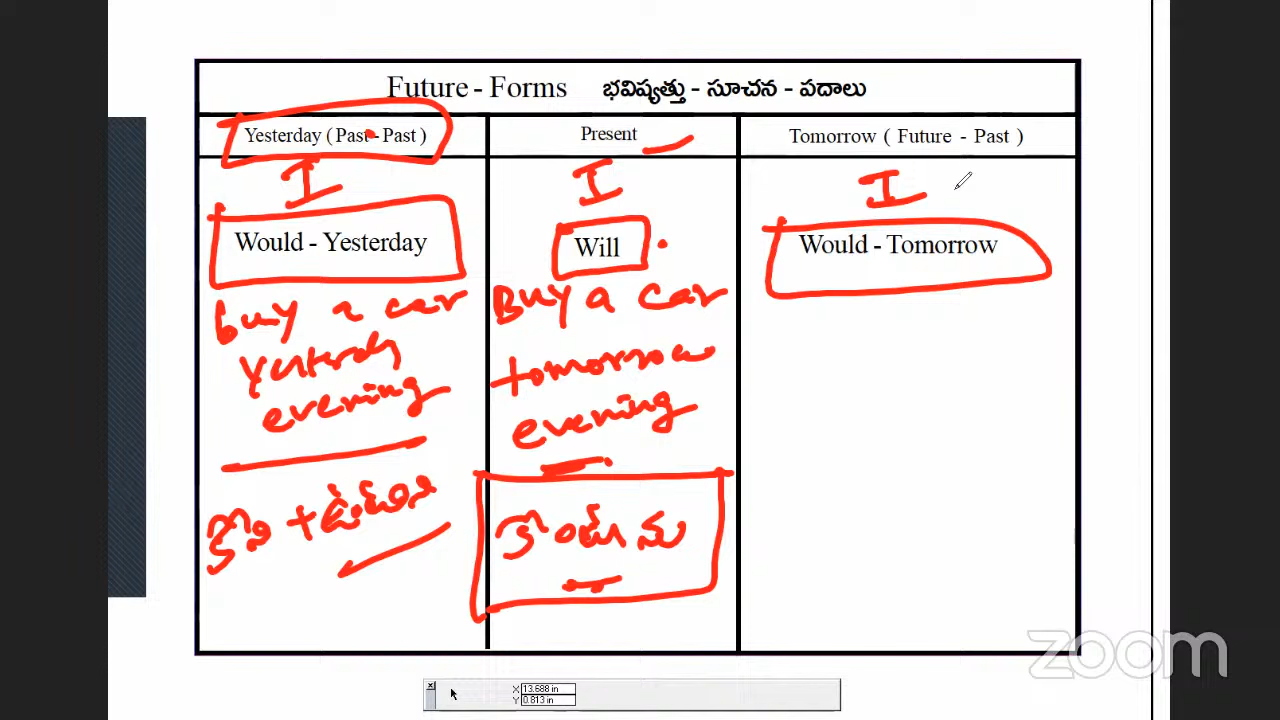 Future - Forms భవిష్యత్తు - సూచన - పదాలు
Yesterday ( Past - Past )
Present
Tomorrow ( Future - Past )
I
I
I
Would - Yesterday
Will
Would - Tomorrow
buy a car
yesterday
evening
Buy a car
tomorrow
evening
కొని +
కొంటాను
zoom
X 13.688 in
Y 0.813 in